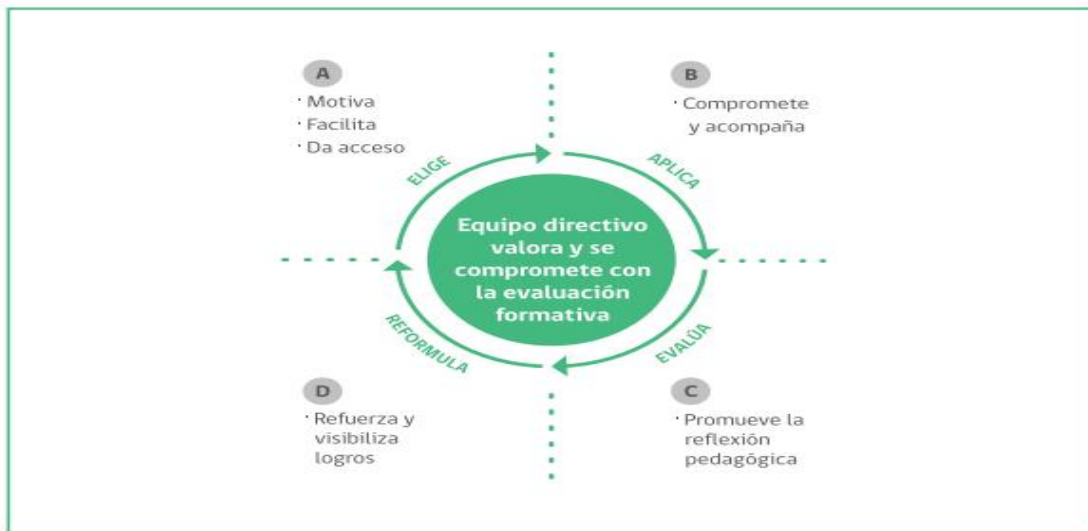 A
· Motiva
· Facilita
· Da acceso
B
· Compromete
y acompaña
ELIGE
APLICA
Equipo directivo
valora y se
compromete con
la evaluación
formativa
REFORMULA
EVALÚA
D
· Refuerza y
visibiliza
logros
C
· Promueve la
reflexión
pedagógica